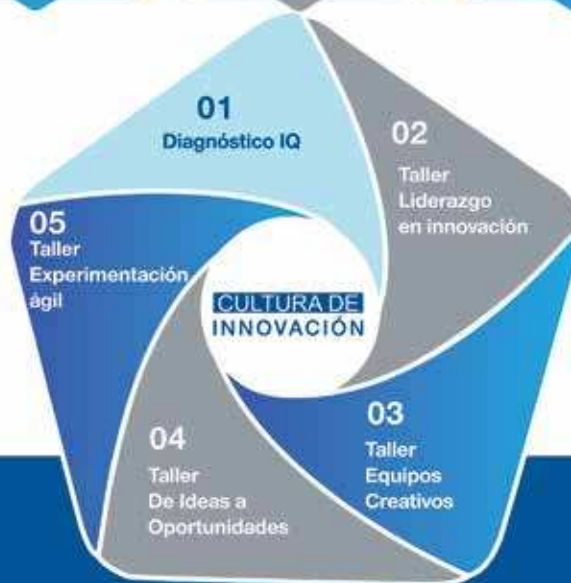 01
Diagnóstico IQ
02
Taller
Liderazgo
en innovación
03
Taller
Equipos
Creativos
04
Taller
De Ideas a
Oportunidades
05
Taller
Experimentación
ágil
CULTURA DE
INNOVACIÓN